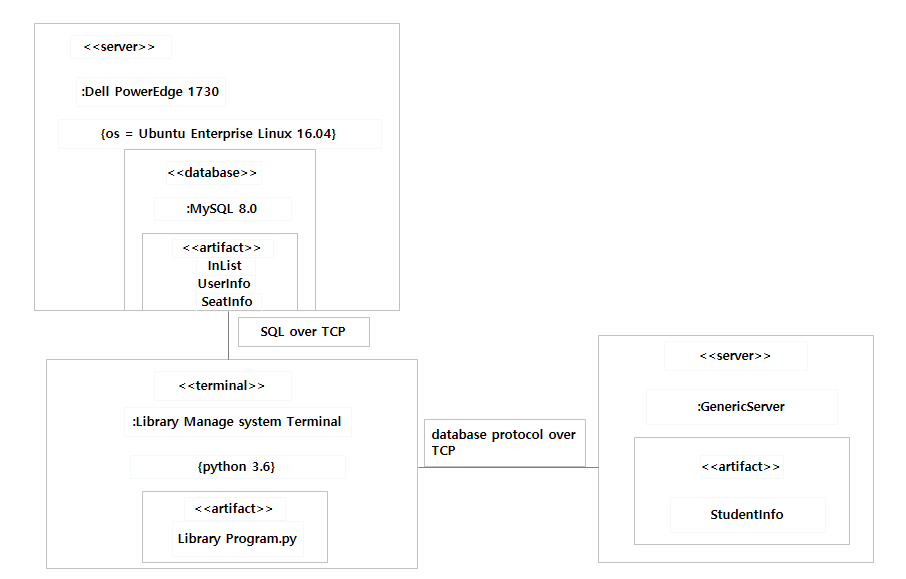 <<server>>
:Dell PowerEdge 1730
{os = Ubuntu Enterprise Linux 16.04}
<<database>>
:MySQL 8.0
<<artifact>>
InList
UserInfo
SeatInfo
SQL over TCP
<<terminal>>
:Library Manage system Terminal
{python 3.6}
<<artifact>>
Library Program.py
database protocol over
TCP
<<server>>
:GenericServer
<<artifact>>
StudentInfo